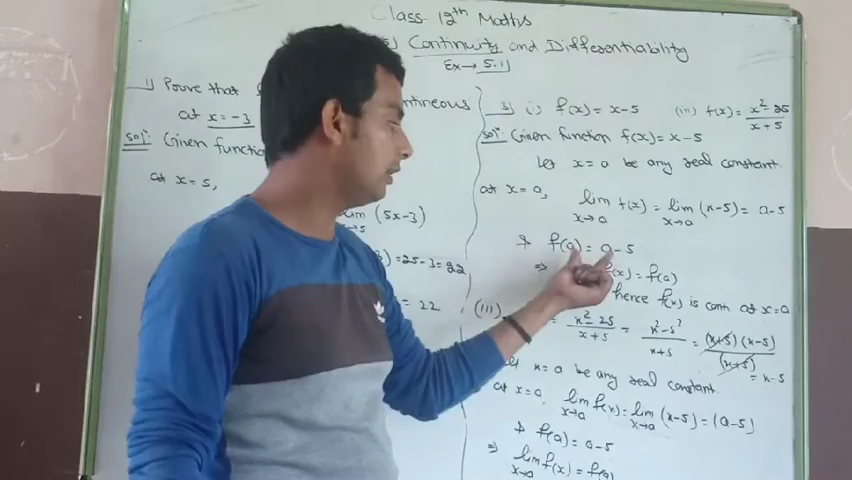 Class 12th Maths
Continuity and Differentiability
Ex → 5.1
1) Prove that
continuous
at x = -3
Sol: Given function
at x = 5,
lim (5x-3)
= 25-3 = 22
= 22
3) (i) f(x) = x-5 (iii) f(x) = x²-25/x+5
Sol: Given function f(x) = x-5
Let x = a be any real constant.
at x = a, lim x→a f(x) = lim x→a (x-5) = a-5
& f(a) = a-5
⇒ f(x) = f(a)
hence f(x) is conti at x=a
(iii) = x²-25/x+5 = x²-5²/x+5 = (x+5)(x-5)/(x+5)
= x-5
Let x = a be any real constant.
at x = a, lim x→a f(x) = lim x→a (x-5) = (a-5)
& f(a) = a-5
⇒ lim x→a f(x) = f(a)